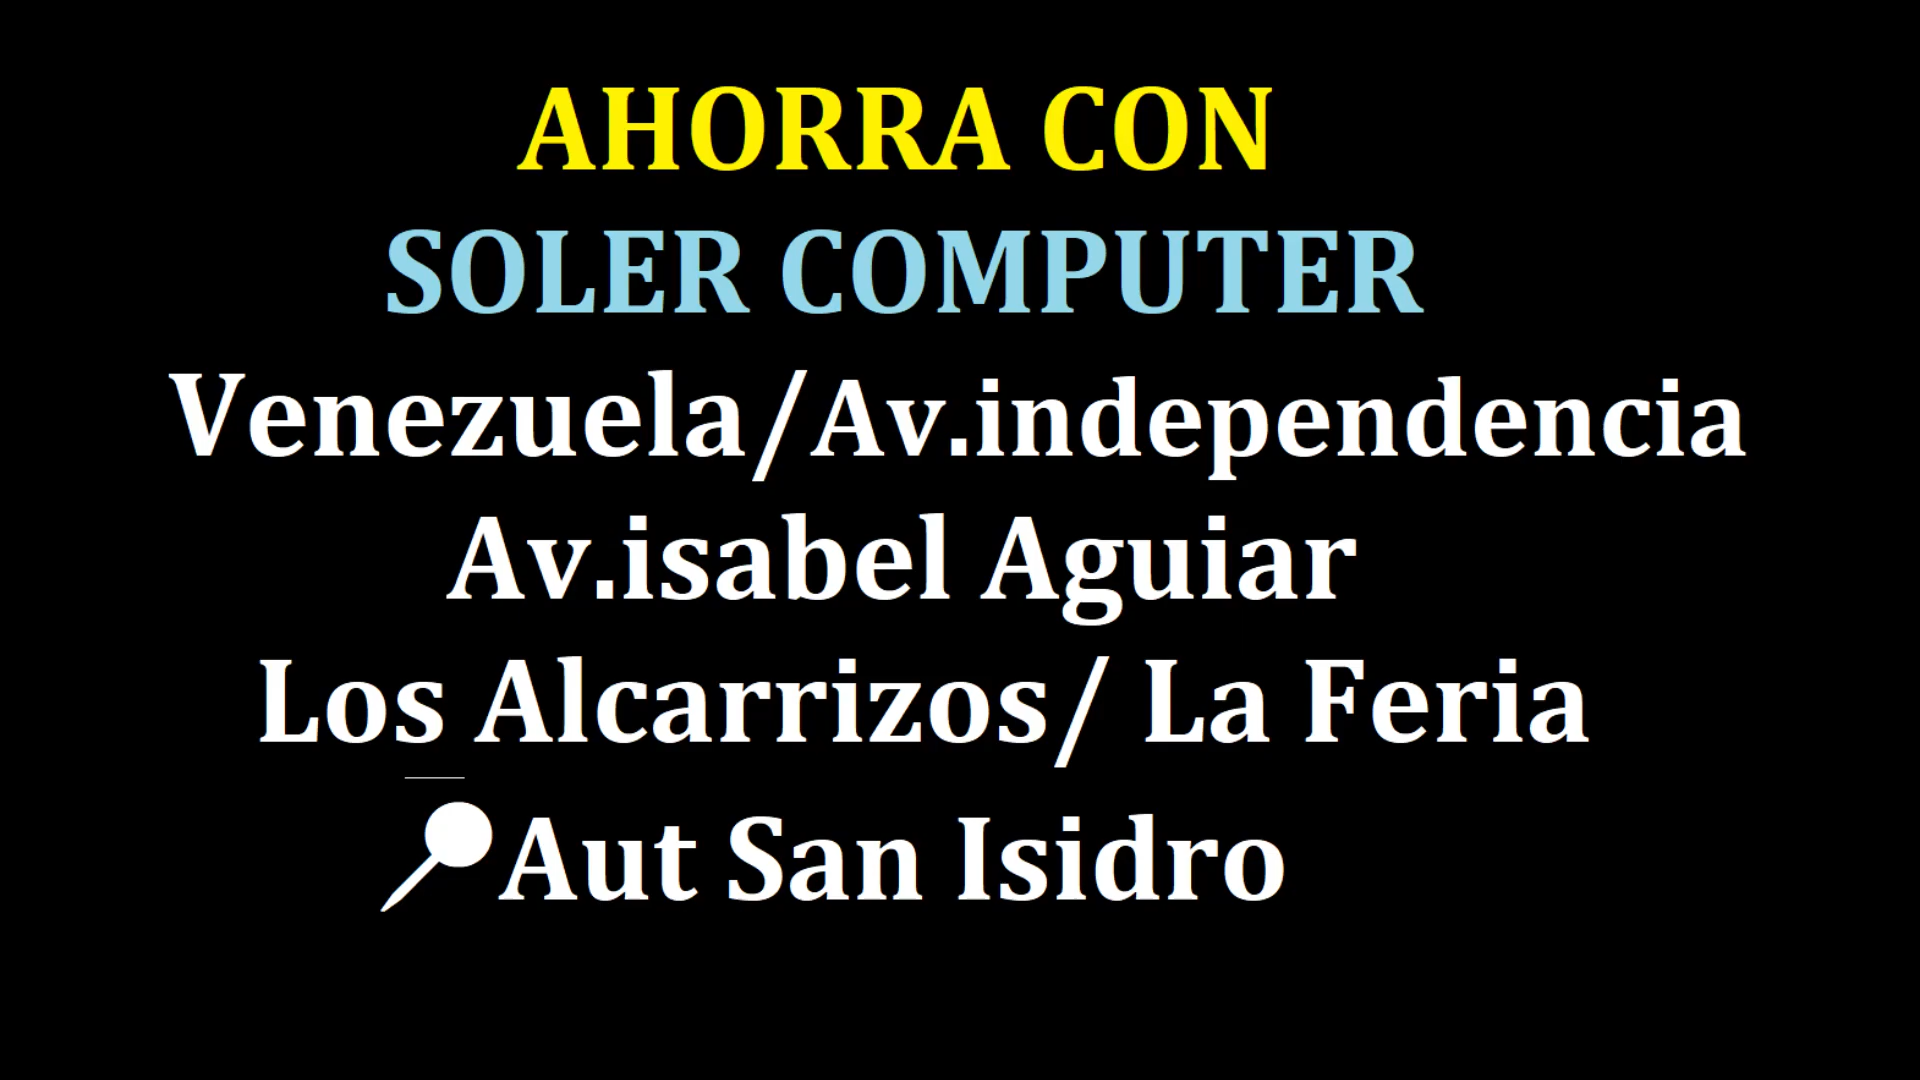 AHORRA CON
SOLER COMPUTER
Venezuela/Av.independencia
Av.isabel Aguiar
Los Alcarrizos/ La Feria
Aut San Isidro